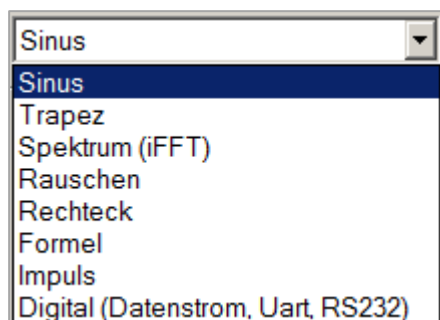 Sinus
Sinus
Trapez
Spektrum (iFFT)
Rauschen
Rechteck
Formel
Impuls
Digital (Datenstrom, Uart, RS232)